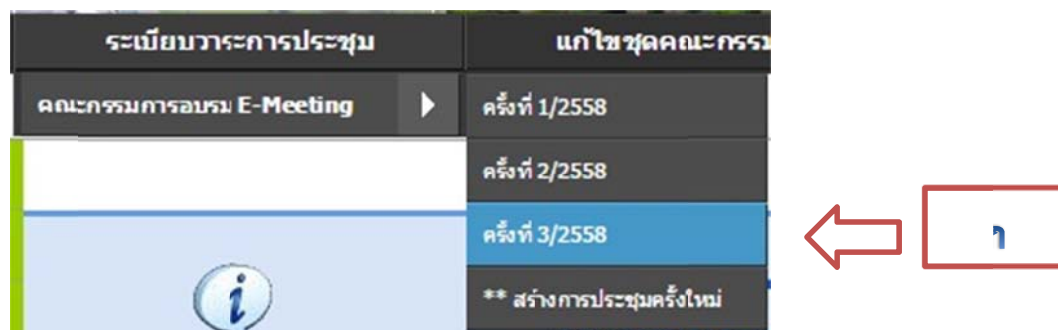 ระเบียบวาระการประชุม
แก้ไขชุดคณะกรรม
คณะกรรมการอบรม E-Meeting
ครั้งที่ 1/2558
ครั้งที่ 2/2558
ครั้งที่ 3/2558
** สร้างการประชุมครั้งใหม่
i
า